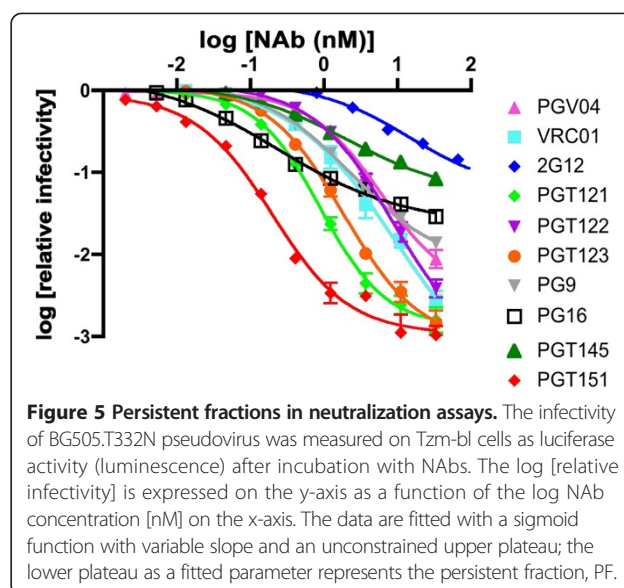 log [NAb (nM)]
-2 -1 0 1 2
0
-1
-2
-3
log [relative infectivity]
PGV04
VRC01
2G12
PGT121
PGT122
PGT123
PG9
PG16
PGT145
PGT151
Figure 5 Persistent fractions in neutralization assays. The infectivity
of BG505.T332N pseudovirus was measured on Tzm-bl cells as luciferase
activity (luminescence) after incubation with NAbs. The log [relative
infectivity] is expressed on the y-axis as a function of the log NAb
concentration [nM] on the x-axis. The data are fitted with a sigmoid
function with variable slope and an unconstrained upper plateau; the
lower plateau as a fitted parameter represents the persistent fraction, PF.